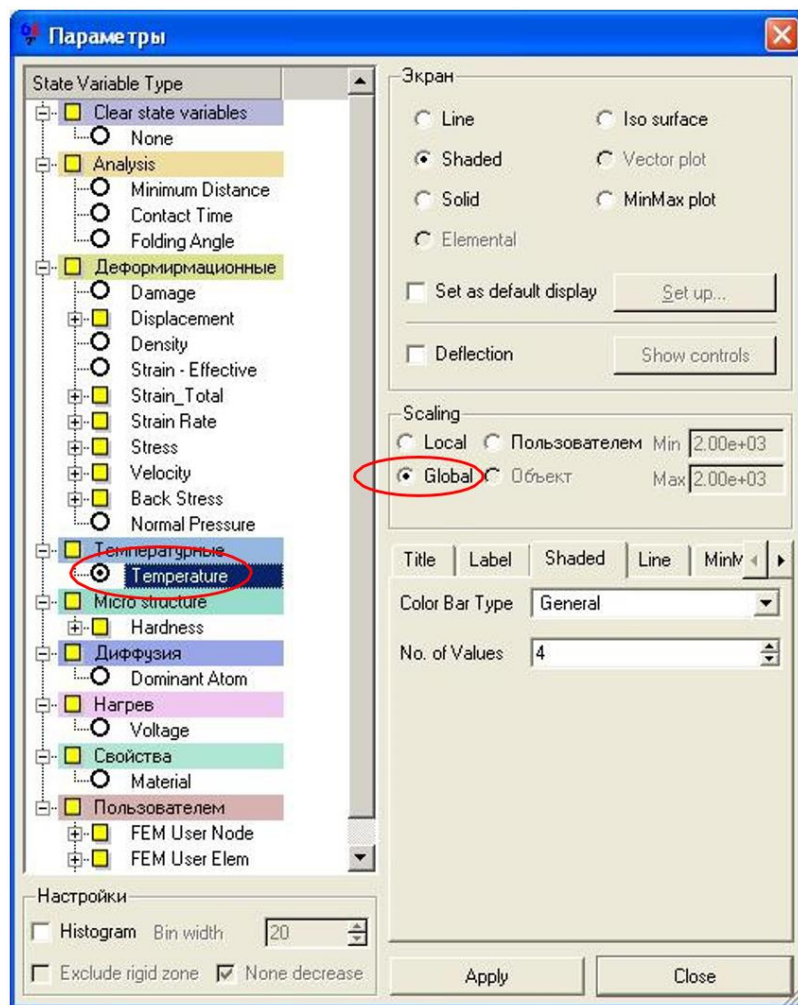 Параметры
State Variable Type
Clear state variables
None
Analysis
Minimum Distance
Contact Time
Folding Angle
Деформирмационные
Damage
Displacement
Density
Strain - Effective
Strain_Total
Strain Rate
Stress
Velocity
Back Stress
Normal Pressure
Температурные
Temperature
Micro structure
Hardness
Диффузия
Dominant Atom
Нагрев
Voltage
Свойства
Material
Пользователем
FEM User Node
FEM User Elem
Настройки
Histogram Bin width 20
Exclude rigid zone None decrease
Экран
Line Iso surface
Shaded Vector plot
Solid MinMax plot
Elemental
Set as default display Set up...
Deflection Show controls
Scaling
Local Пользователем Min 2.00e+03
Global Объект Max 2.00e+03
Title Label Shaded Line MinM
Color Bar Type General
No. of Values 4
Apply Close